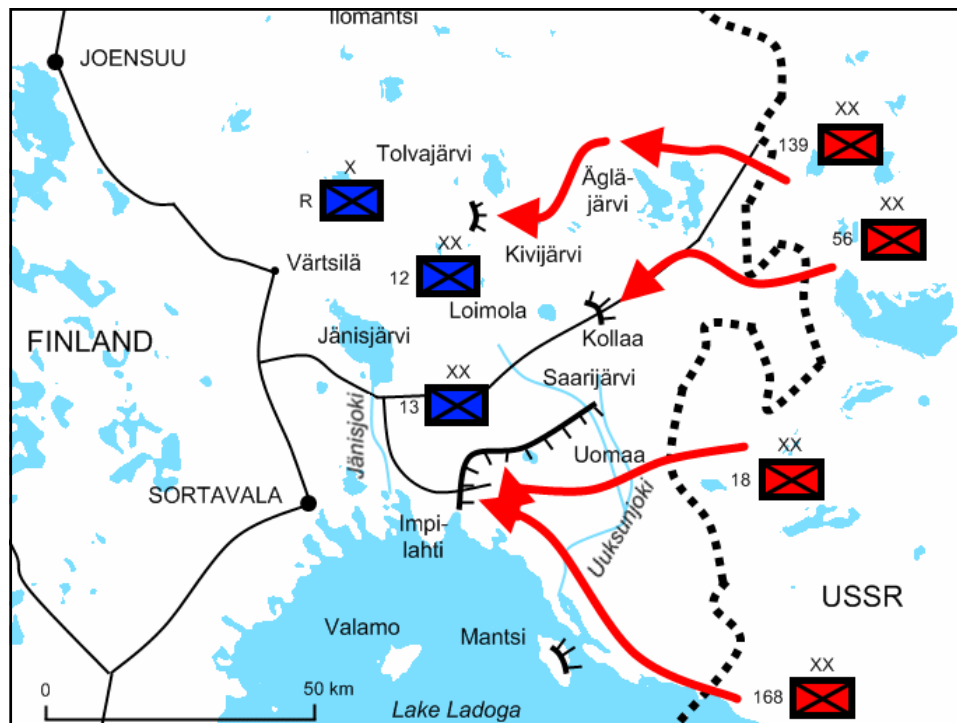 Ilomantsi
JOENSUU
XX
139
X
Tolvajärvi
R
Äglä-
järvi
XX
56
XX
Kivijärvi
12
Värtsilä
Loimola
Jänisjärvi
Kollaa
FINLAND
XX
13
Saarijärvi
Jänisjoki
Uomaa
XX
18
SORTAVALA
Impi-
lahti
Uuksunjoki
USSR
Valamo
Mantsi
XX
168
0
50 km
Lake Ladoga